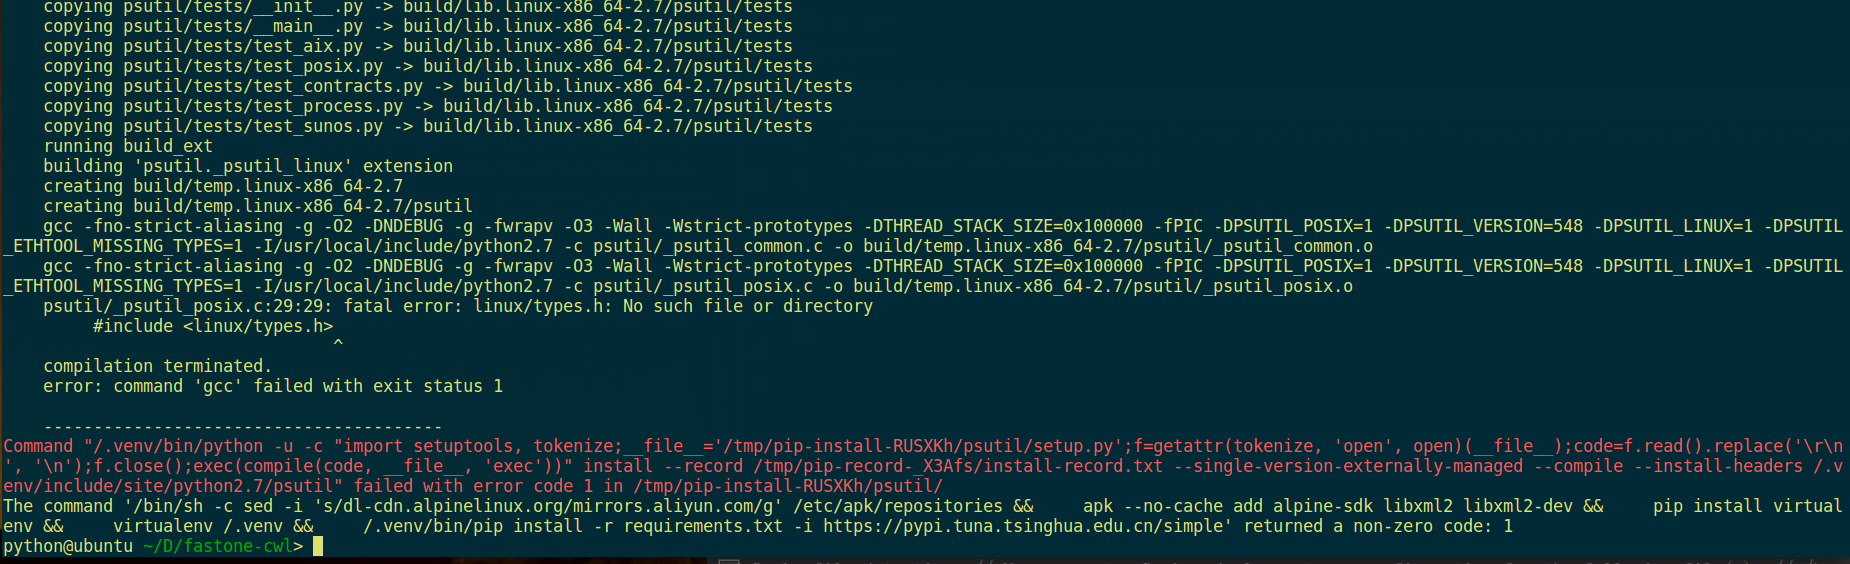 copying psutil/tests/__init__.py -> build/lib.linux-x86_64-2.7/psutil/tests
copying psutil/tests/__main__.py -> build/lib.linux-x86_64-2.7/psutil/tests
copying psutil/tests/test_aix.py -> build/lib.linux-x86_64-2.7/psutil/tests
copying psutil/tests/test_posix.py -> build/lib.linux-x86_64-2.7/psutil/tests
copying psutil/tests/test_contracts.py -> build/lib.linux-x86_64-2.7/psutil/tests
copying psutil/tests/test_process.py -> build/lib.linux-x86_64-2.7/psutil/tests
copying psutil/tests/test_sunos.py -> build/lib.linux-x86_64-2.7/psutil/tests
running build_ext
building 'psutil._psutil_linux' extension
creating build/temp.linux-x86_64-2.7
creating build/temp.linux-x86_64-2.7/psutil
gcc -fno-strict-aliasing -g -O2 -DNDEBUG -g -fwrapv -O3 -Wall -Wstrict-prototypes -DTHREAD_STACK_SIZE=0x100000 -fPIC -DPSUTIL_POSIX=1 -DPSUTIL_VERSION=548 -DPSUTIL_LINUX=1 -DPSUTIL
_ETHTOOL_MISSING_TYPES=1 -I/usr/local/include/python2.7 -c psutil/_psutil_common.c -o build/temp.linux-x86_64-2.7/psutil/_psutil_common.o
gcc -fno-strict-aliasing -g -O2 -DNDEBUG -g -fwrapv -O3 -Wall -Wstrict-prototypes -DTHREAD_STACK_SIZE=0x100000 -fPIC -DPSUTIL_POSIX=1 -DPSUTIL_VERSION=548 -DPSUTIL_LINUX=1 -DPSUTIL
_ETHTOOL_MISSING_TYPES=1 -I/usr/local/include/python2.7 -c psutil/_psutil_posix.c -o build/temp.linux-x86_64-2.7/psutil/_psutil_posix.o
psutil/_psutil_posix.c:29:29: fatal error: linux/types.h: No such file or directory
#include <linux/types.h>
^
compilation terminated.
error: command 'gcc' failed with exit status 1
----------------------------------------
Command "/.venv/bin/python -u -c "import setuptools, tokenize;__file__='/tmp/pip-install-RUSXKh/psutil/setup.py';f=getattr(tokenize, 'open', open)(__file__);code=f.read().replace('\r\n
', '\n');f.close();exec(compile(code, __file__, 'exec'))" install --record /tmp/pip-record-_X3Afs/install-record.txt --single-version-externally-managed --compile --install-headers /.v
env/include/site/python2.7/psutil" failed with error code 1 in /tmp/pip-install-RUSXKh/psutil/
The command '/bin/sh -c sed -i 's/dl-cdn.alpinelinux.org/mirrors.aliyun.com/g' /etc/apk/repositories &&     apk --no-cache add alpine-sdk libxml2 libxml2-dev &&     pip install virtual
env &&     virtualenv /.venv &&     /.venv/bin/pip install -r requirements.txt -i https://pypi.tuna.tsinghua.edu.cn/simple' returned a non-zero code: 1
python@ubuntu ~/D/fastone-cwl>